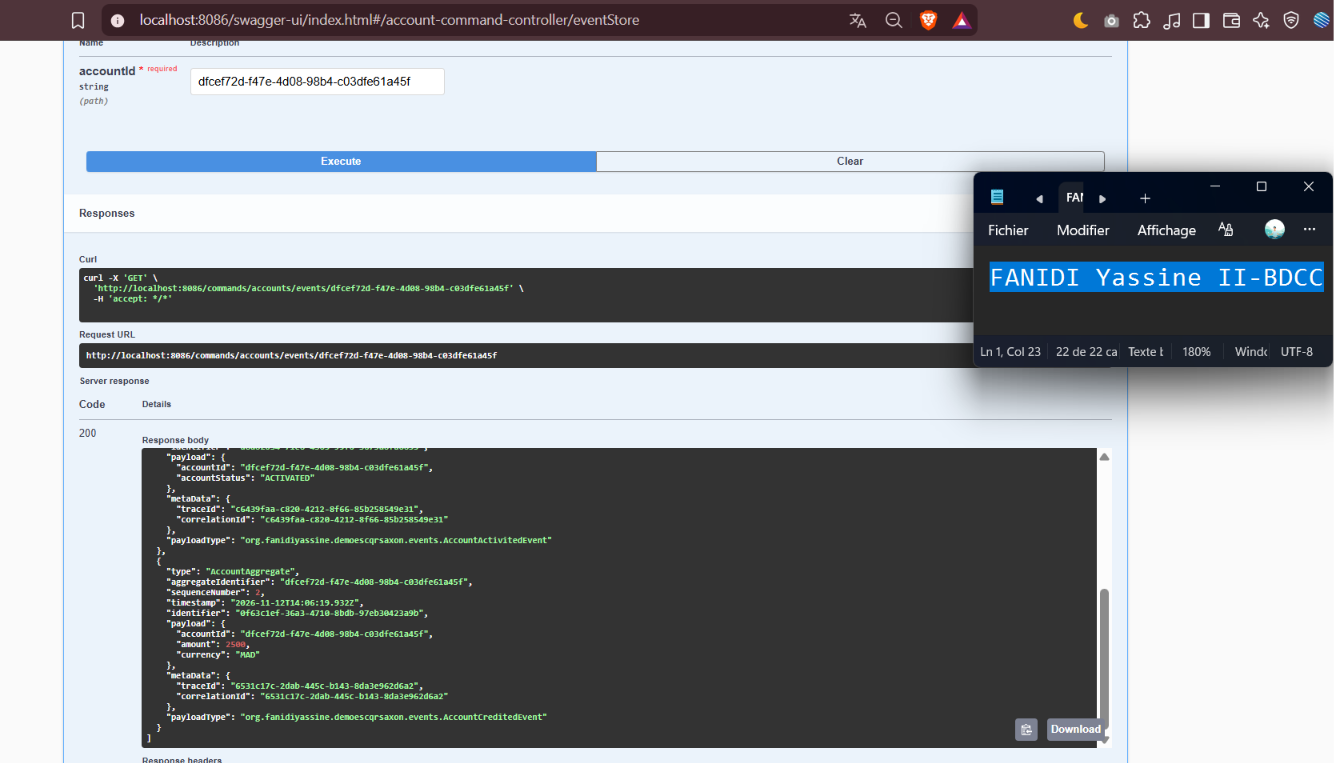 localhost:8086/swagger-ui/index.html#/account-command-controller/eventStore
Name Description
accountId * required
string
(path)
dfcef72d-f47e-4d08-98b4-c03dfe61a45f
Execute Clear
Responses
Curl
curl -X 'GET' \
'http://localhost:8086/commands/accounts/events/dfcef72d-f47e-4d08-98b4-c03dfe61a45f' \
-H 'accept: */*'
Request URL
http://localhost:8086/commands/accounts/events/dfcef72d-f47e-4d08-98b4-c03dfe61a45f
Server response
Code Details
200
Response body
"payload": {
"accountId": "dfcef72d-f47e-4d08-98b4-c03dfe61a45f",
"accountStatus": "ACTIVATED"
},
"metaData": {
"traceId": "c6439faa-c820-4212-8f66-85b258549e31",
"correlationId": "c6439faa-c820-4212-8f66-85b258549e31"
},
"payloadType": "org.fanidiyassine.demoescqrsaxon.events.AccountActivitedEvent"
},
{
"type": "AccountAggregate",
"aggregateIdentifier": "dfcef72d-f47e-4d08-98b4-c03dfe61a45f",
"sequenceNumber": 2,
"timestamp": "2026-11-12T14:06:19.932Z",
"identifier": "0f63c1ef-36a3-4710-8bdb-97eb30423a9b",
"payload": {
"accountId": "dfcef72d-f47e-4d08-98b4-c03dfe61a45f",
"amount": 2500,
"currency": "MAD"
},
"metaData": {
"traceId": "6531c17c-2dab-445c-b143-8da3e962d6a2",
"correlationId": "6531c17c-2dab-445c-b143-8da3e962d6a2"
},
"payloadType": "org.fanidiyassine.demoescqrsaxon.events.AccountCreditedEvent"
}
]
Download
Response headers
FAN
Fichier Modifier Affichage
FANIDI Yassine II-BDCC
Ln 1, Col 23 22 de 22 ca Texte 180% Windo UTF-8